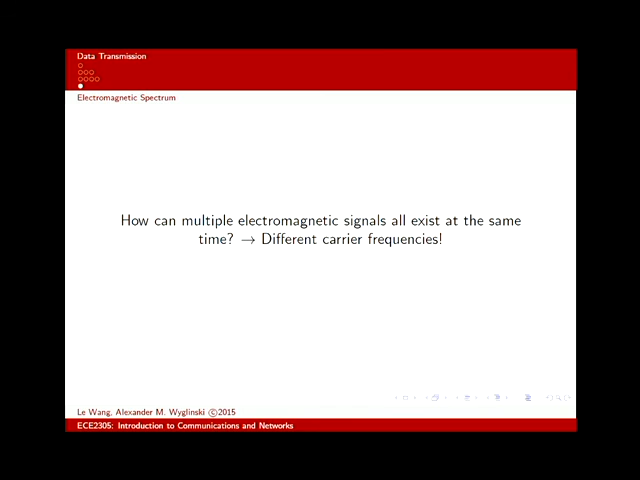 Data Transmission
Electromagnetic Spectrum
How can multiple electromagnetic signals all exist at the same
time? → Different carrier frequencies!
Le Wang, Alexander M. Wyglinski ©2015
ECE2305: Introduction to Communications and Networks